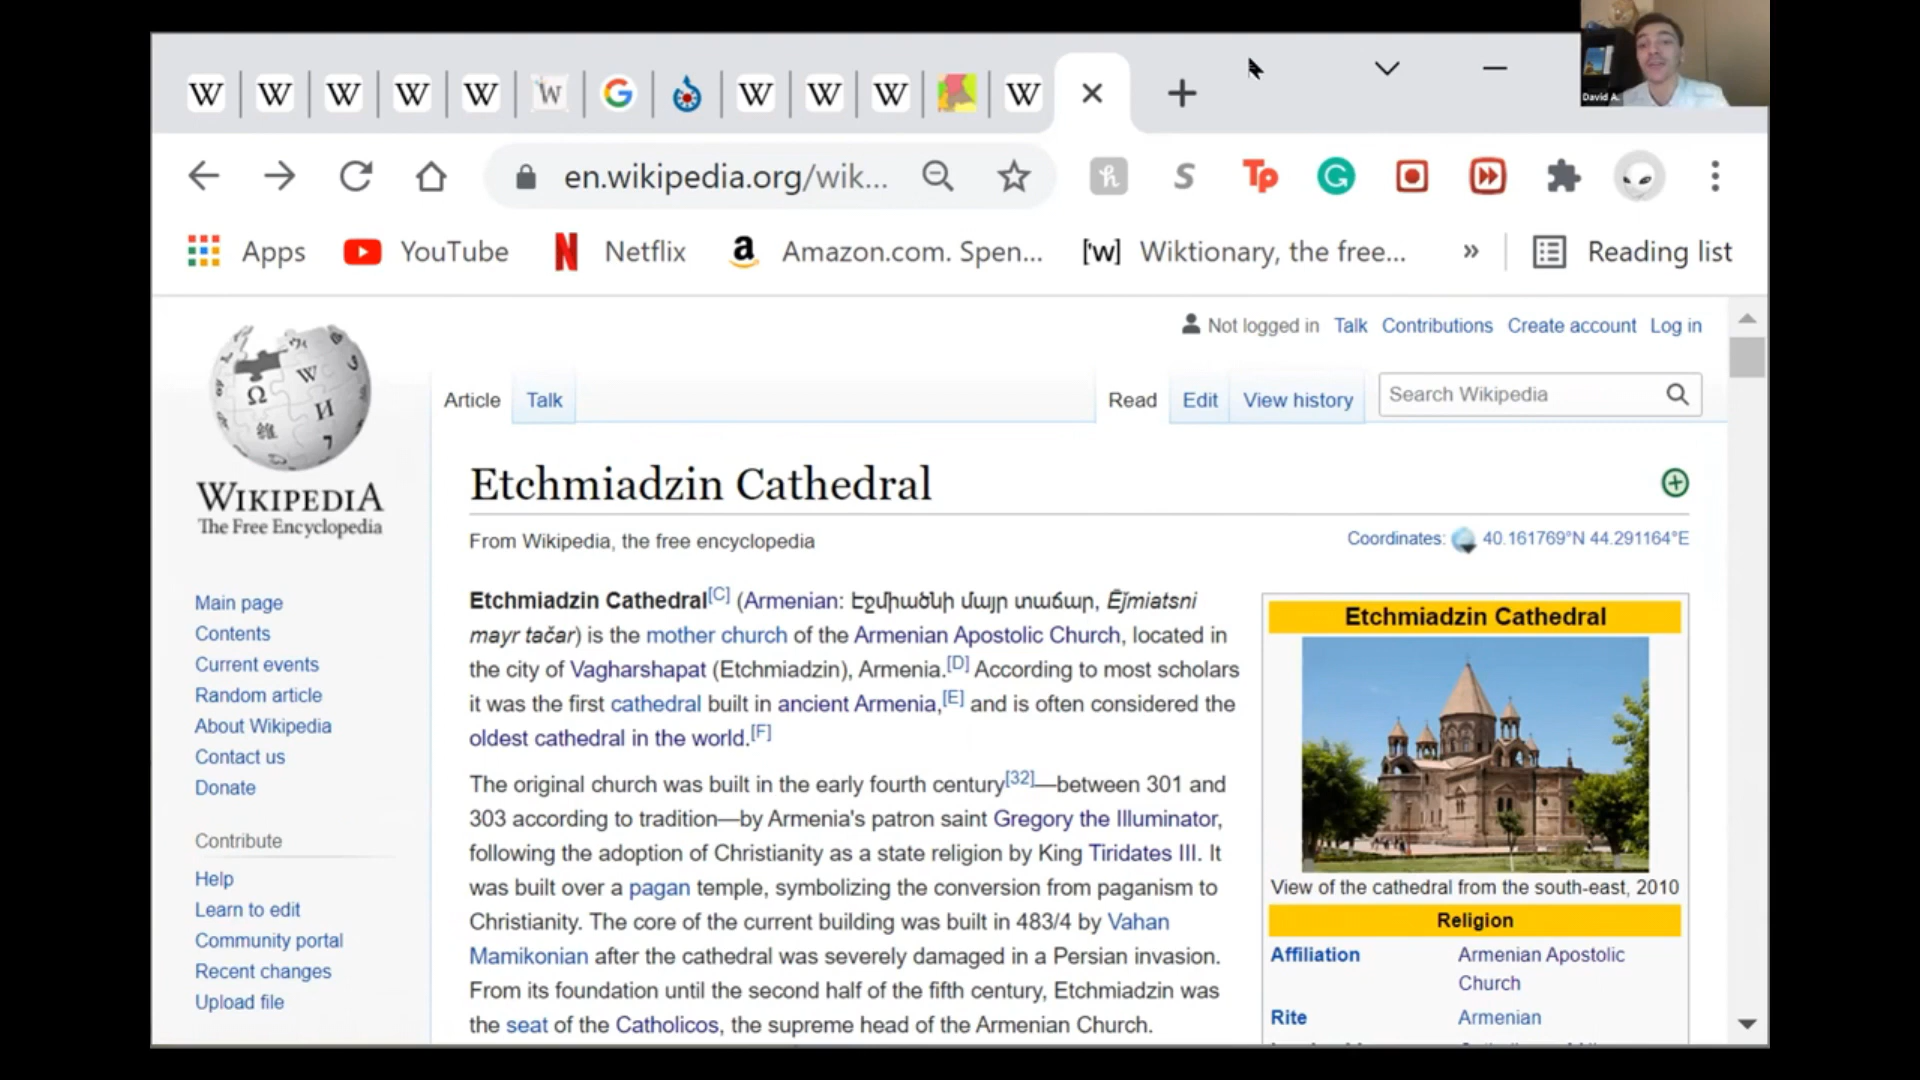 David A.
en.wikipedia.org/wik...
Apps
YouTube
Netflix
Amazon.com. Spen...
Wiktionary, the free...
Reading list
Not logged in Talk Contributions Create account Log in
Article Talk Read Edit View history Search Wikipedia
WIKIPEDIA
The Free Encyclopedia
Main page
Contents
Current events
Random article
About Wikipedia
Contact us
Donate
Contribute
Help
Learn to edit
Community portal
Recent changes
Upload file
Etchmiadzin Cathedral
From Wikipedia, the free encyclopedia
Coordinates: 40.161769°N 44.291164°E
Etchmiadzin Cathedral[C] (Armenian: Էջմիածնի մայր տաճար, Ēǰmiatsni
mayr tačar) is the mother church of the Armenian Apostolic Church, located in
the city of Vagharshapat (Etchmiadzin), Armenia.[D] According to most scholars
it was the first cathedral built in ancient Armenia,[E] and is often considered the
oldest cathedral in the world.[F]
The original church was built in the early fourth century[32]—between 301 and
303 according to tradition—by Armenia's patron saint Gregory the Illuminator,
following the adoption of Christianity as a state religion by King Tiridates III. It
was built over a pagan temple, symbolizing the conversion from paganism to
Christianity. The core of the current building was built in 483/4 by Vahan
Mamikonian after the cathedral was severely damaged in a Persian invasion.
From its foundation until the second half of the fifth century, Etchmiadzin was
the seat of the Catholicos, the supreme head of the Armenian Church.
Etchmiadzin Cathedral
View of the cathedral from the south-east, 2010
Religion
Affiliation Armenian Apostolic
Church
Rite Armenian